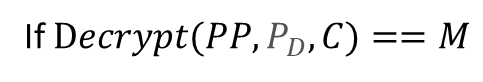 If Decrypt(PP, P_D, C) == M